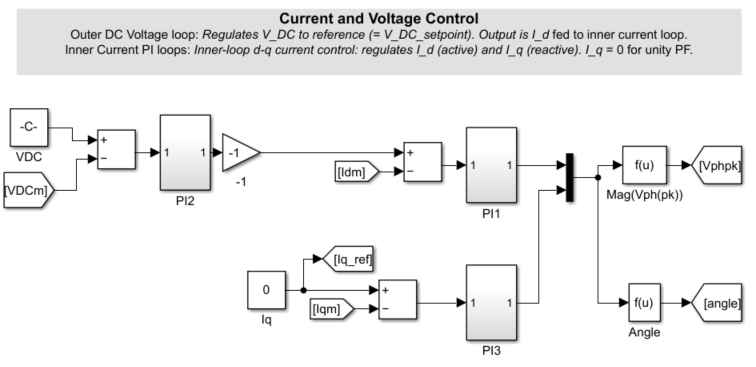 Current and Voltage Control
Outer DC Voltage loop: Regulates V_DC to reference (= V_DC_setpoint). Output is I_d fed to inner current loop.
Inner Current PI loops: Inner-loop d-q current control: regulates I_d (active) and I_q (reactive). I_q = 0 for unity PF.
-C-
VDC
[VDCm]
+
−
1 1
PI2
-1
-1
[Idm]
+
−
1 1
PI1
f(u)
Mag(Vph(pk))
[Vphpk]
[Iq_ref]
0
Iq
[Iqm]
+
−
1 1
PI3
f(u)
Angle
[angle]